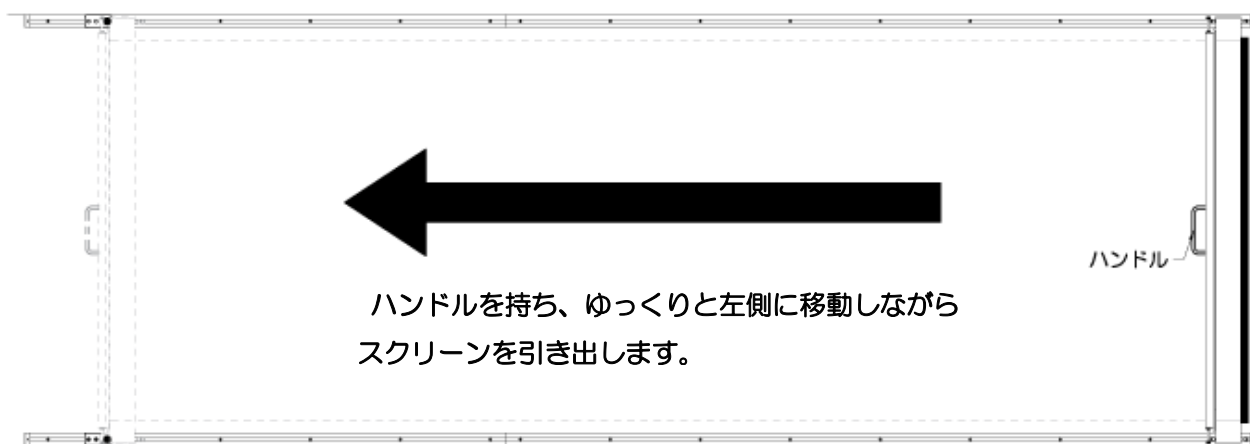 ハンドル
ハンドルを持ち、ゆっくりと左側に移動しながら
スクリーンを引き出します。